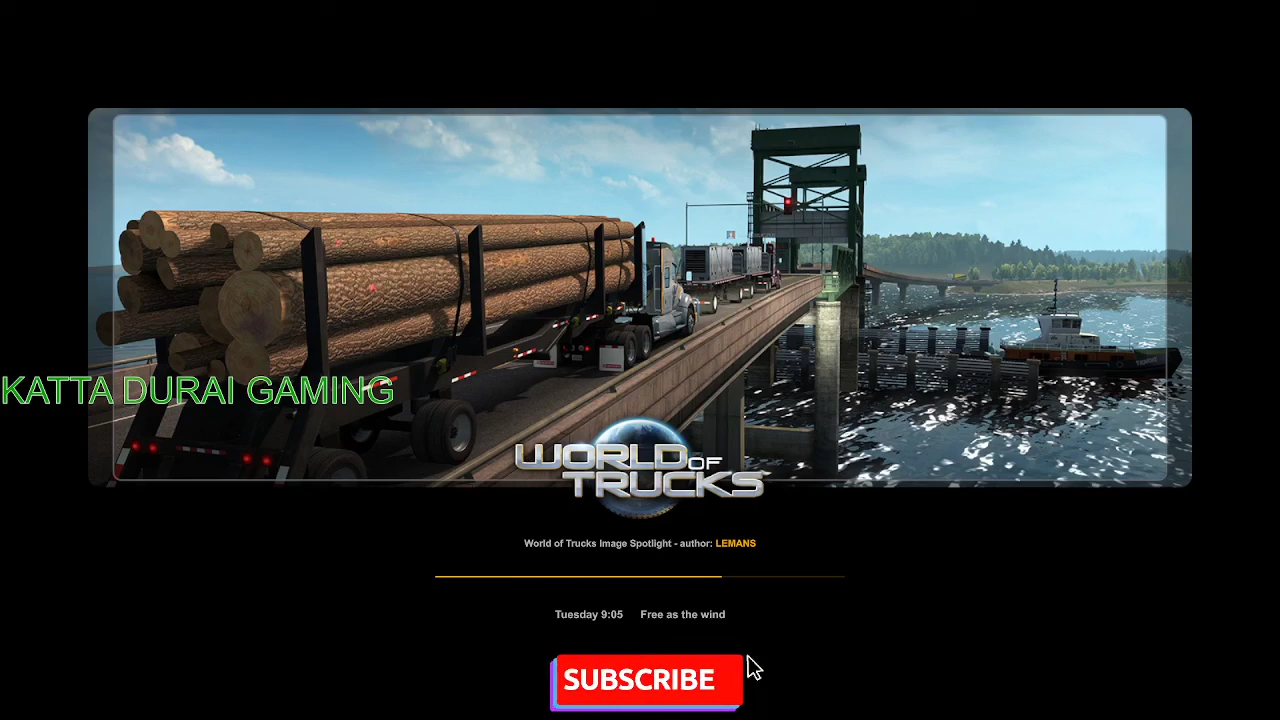 KATTA DURAI GAMING
WORLD OF
TRUCKS
World of Trucks Image Spotlight - author: LEMANS
Tuesday 9:05 Free as the wind
SUBSCRIBE